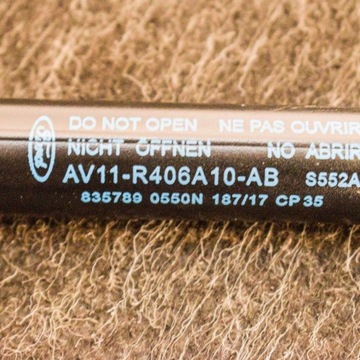 DO NOT OPEN NE PAS OUVRIR
NICHT ÖFFNEN NO ABRIR
AV11-R406A10-AB S552A
835789 0550N 187/17 CP35